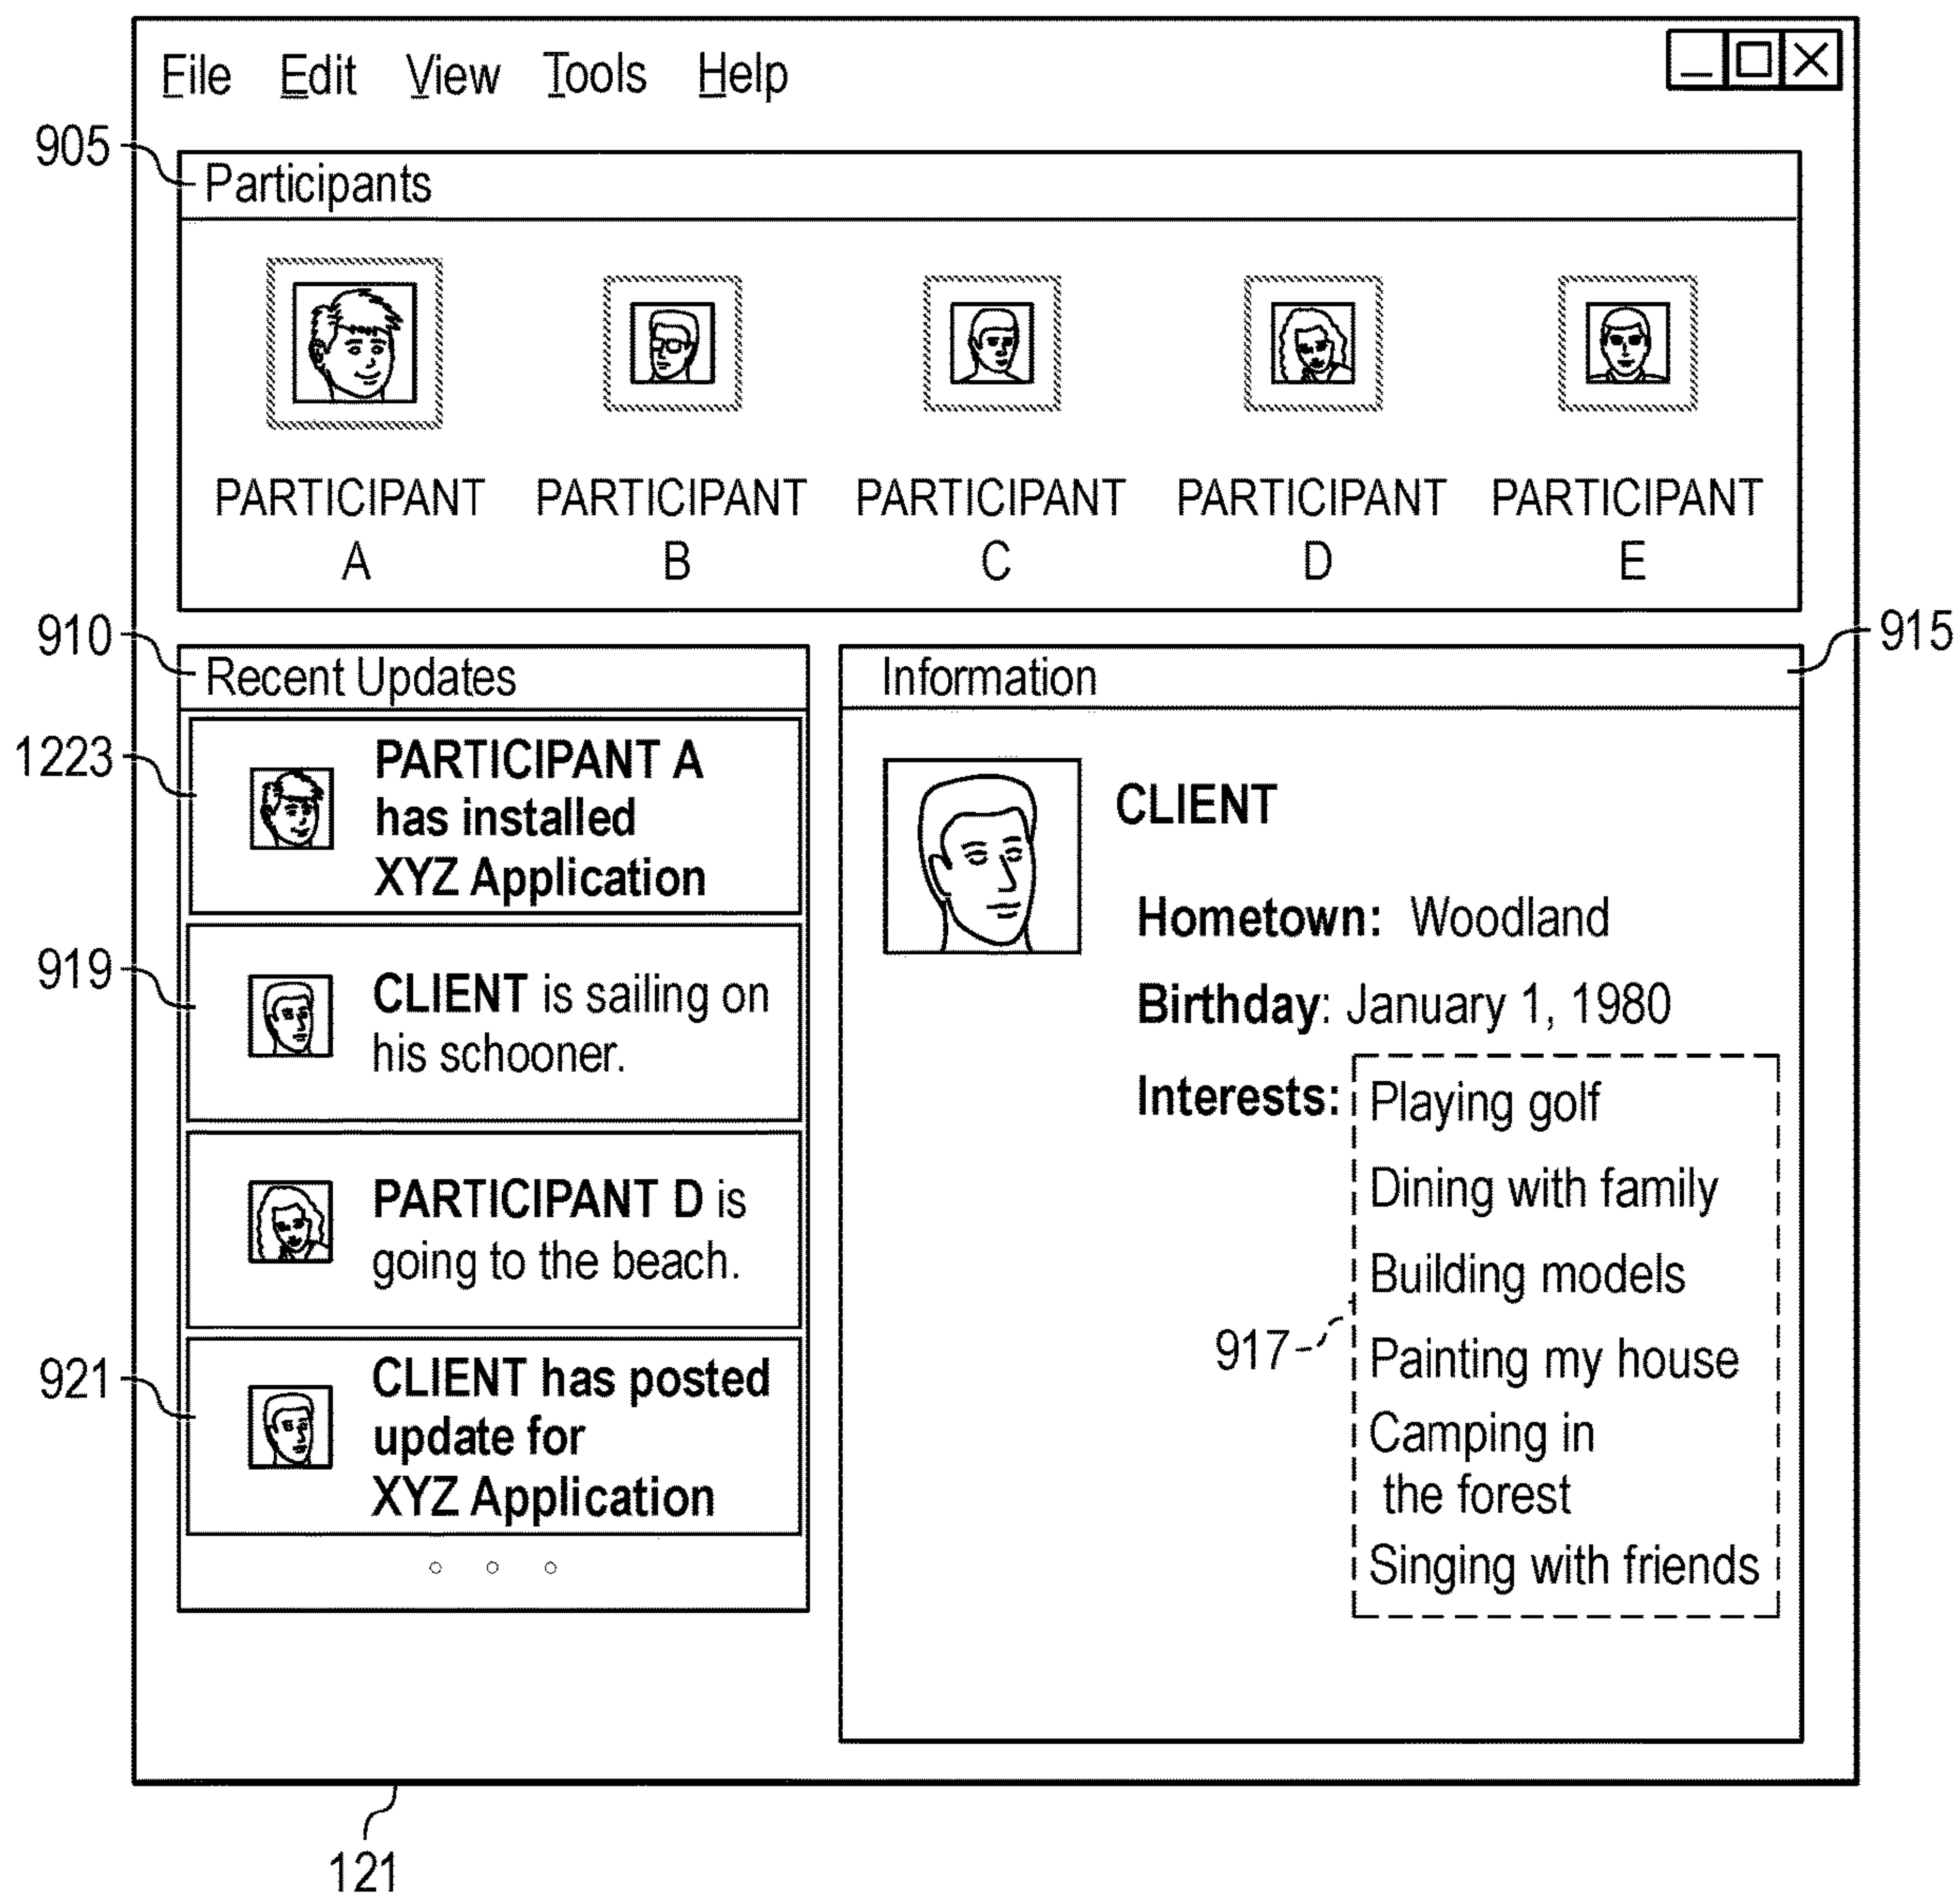 File Edit View Tools Help
905
Participants
PARTICIPANT A
PARTICIPANT B
PARTICIPANT C
PARTICIPANT D
PARTICIPANT E
910
Recent Updates
1223
PARTICIPANT A
has installed
XYZ Application
919
CLIENT is sailing on
his schooner.
PARTICIPANT D is
going to the beach.
921
CLIENT has posted
update for
XYZ Application
915
Information
CLIENT
Hometown: Woodland
Birthday: January 1, 1980
Interests: Playing golf
Dining with family
Building models
917
Painting my house
Camping in
the forest
Singing with friends
121